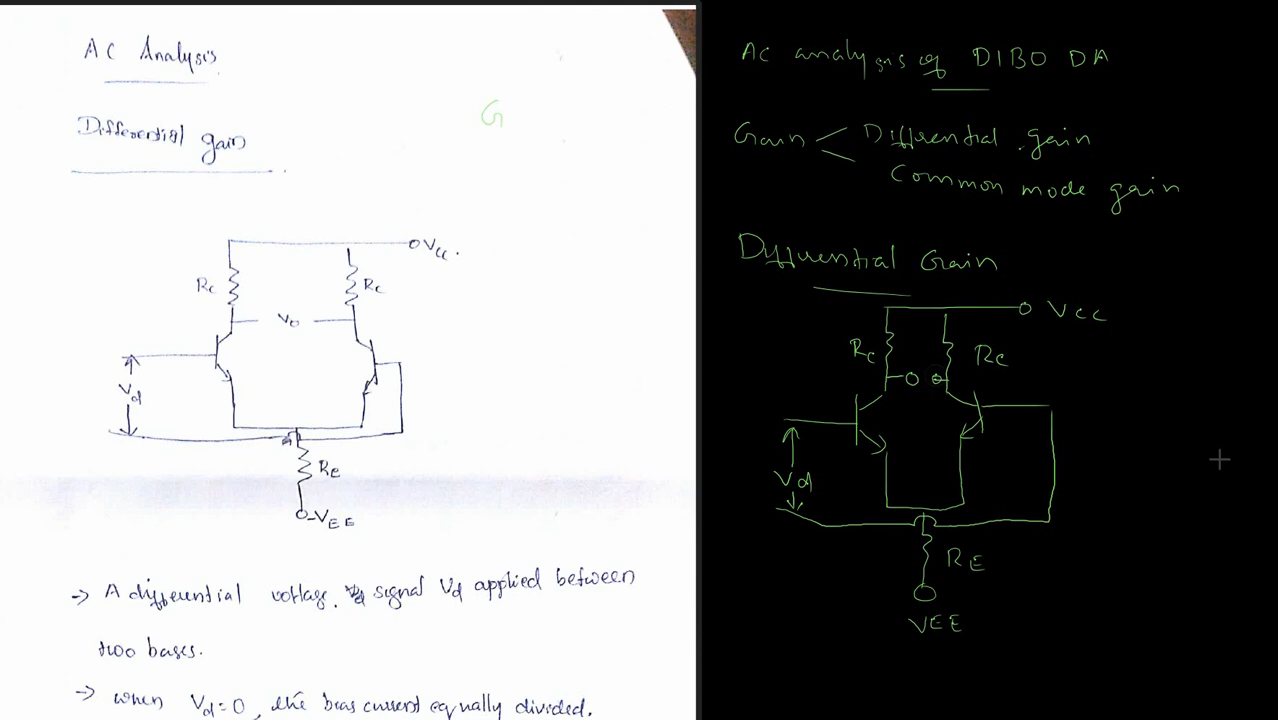 AC Analysis
G
Differential gain
VCC.
RC
RC
Vo
Vd
RE
-VEE
→ A differential voltage signal Vd applied between
two bases.
→ when Vd=0, the bias current equally divided.
AC analysis of DIBO DA
Gain < Differential gain
Common mode gain
Differential Gain
VCC
RC
RC
Vd
RE
VEE